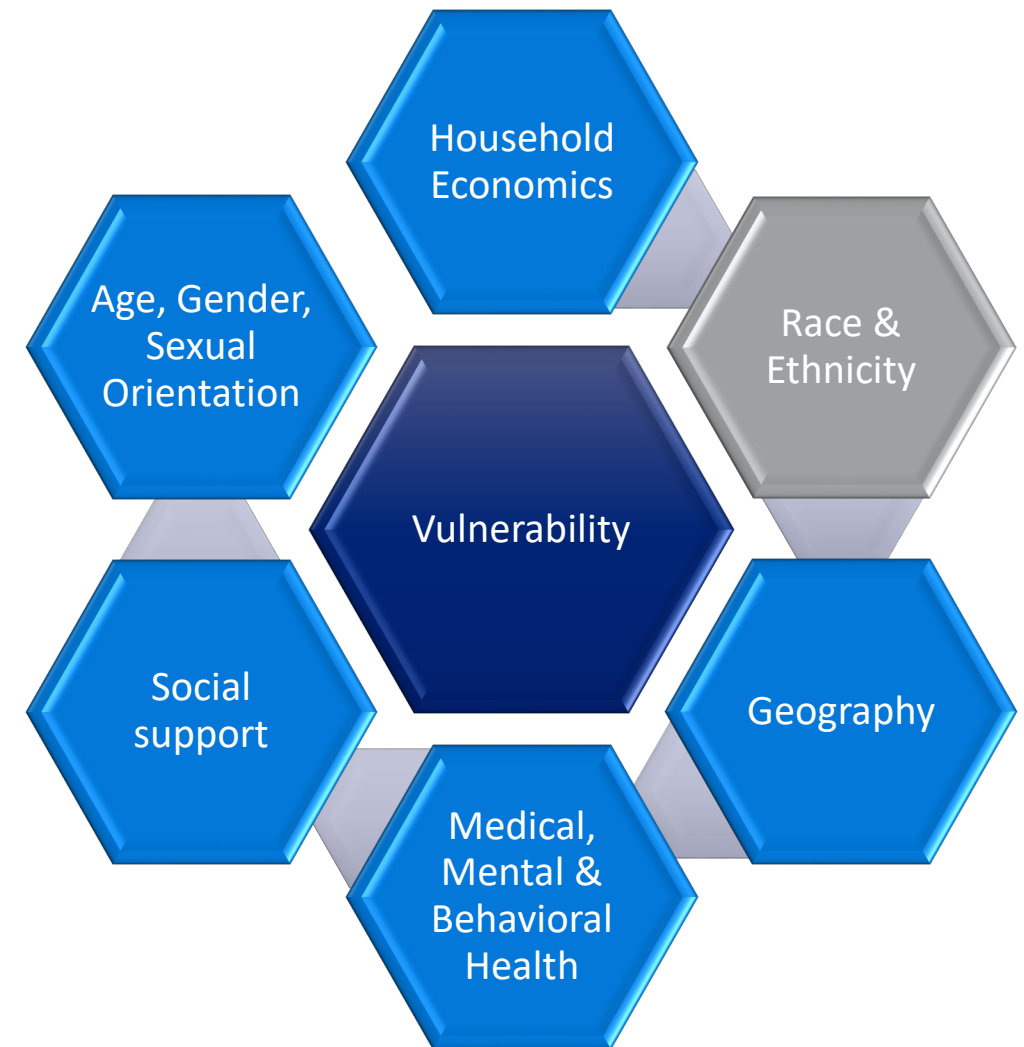 Household
Economics
Race &
Ethnicity
Geography
Medical,
Mental &
Behavioral
Health
Social
support
Age, Gender,
Sexual
Orientation
Vulnerability